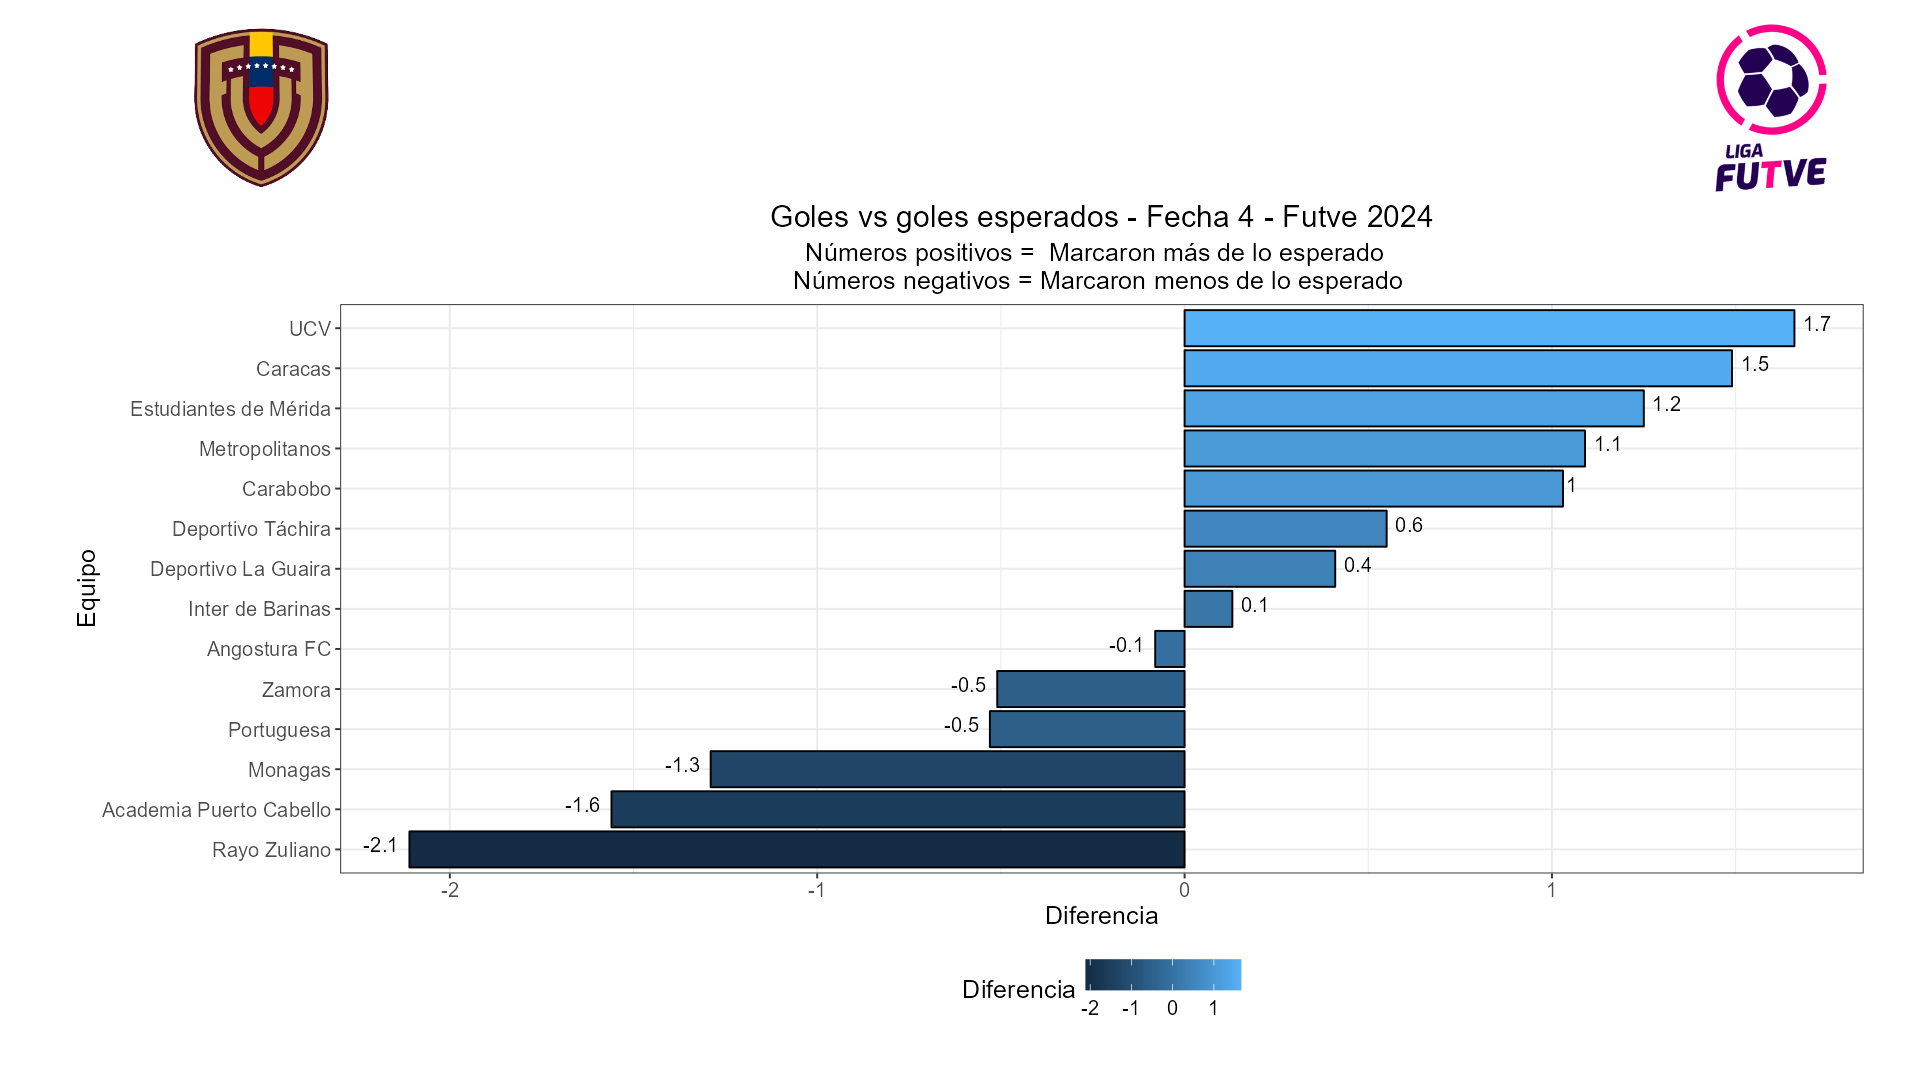 LIGA
FUTVE
Goles vs goles esperados - Fecha 4 - Futve 2024
Números positivos =  Marcaron más de lo esperado
Números negativos = Marcaron menos de lo esperado
UCV
1.7
Caracas
1.5
Estudiantes de Mérida
1.2
Metropolitanos
1.1
Carabobo
1
Deportivo Táchira
0.6
Deportivo La Guaira
0.4
Inter de Barinas
0.1
Angostura FC
-0.1
Zamora
-0.5
Portuguesa
-0.5
Monagas
-1.3
Academia Puerto Cabello
-1.6
Rayo Zuliano
-2.1
Equipo
-2 -1 0 1
Diferencia
Diferencia
-2 -1 0 1